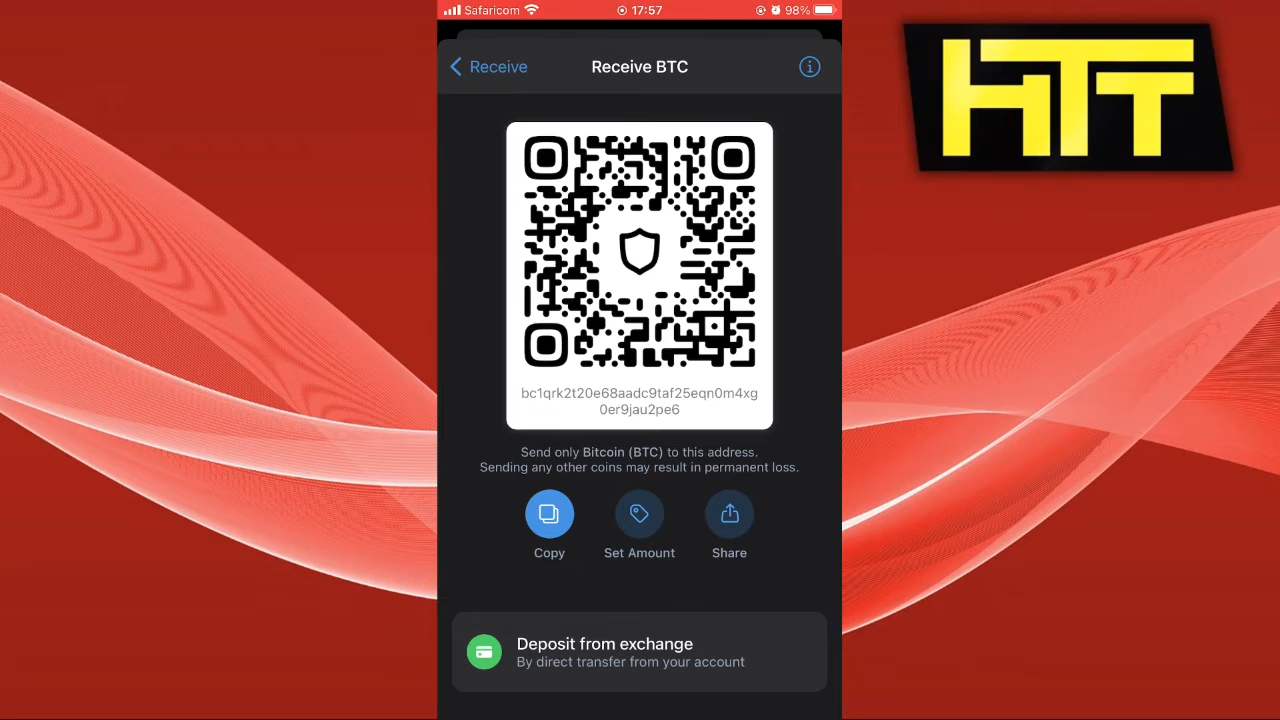 Safaricom 17:57 98%
HTT
Receive Receive BTC
bc1qrk2t20e68aadc9taf25eqn0m4xg
0er9jau2pe6
Send only Bitcoin (BTC) to this address.
Sending any other coins may result in permanent loss.
Copy Set Amount Share
Deposit from exchange
By direct transfer from your account